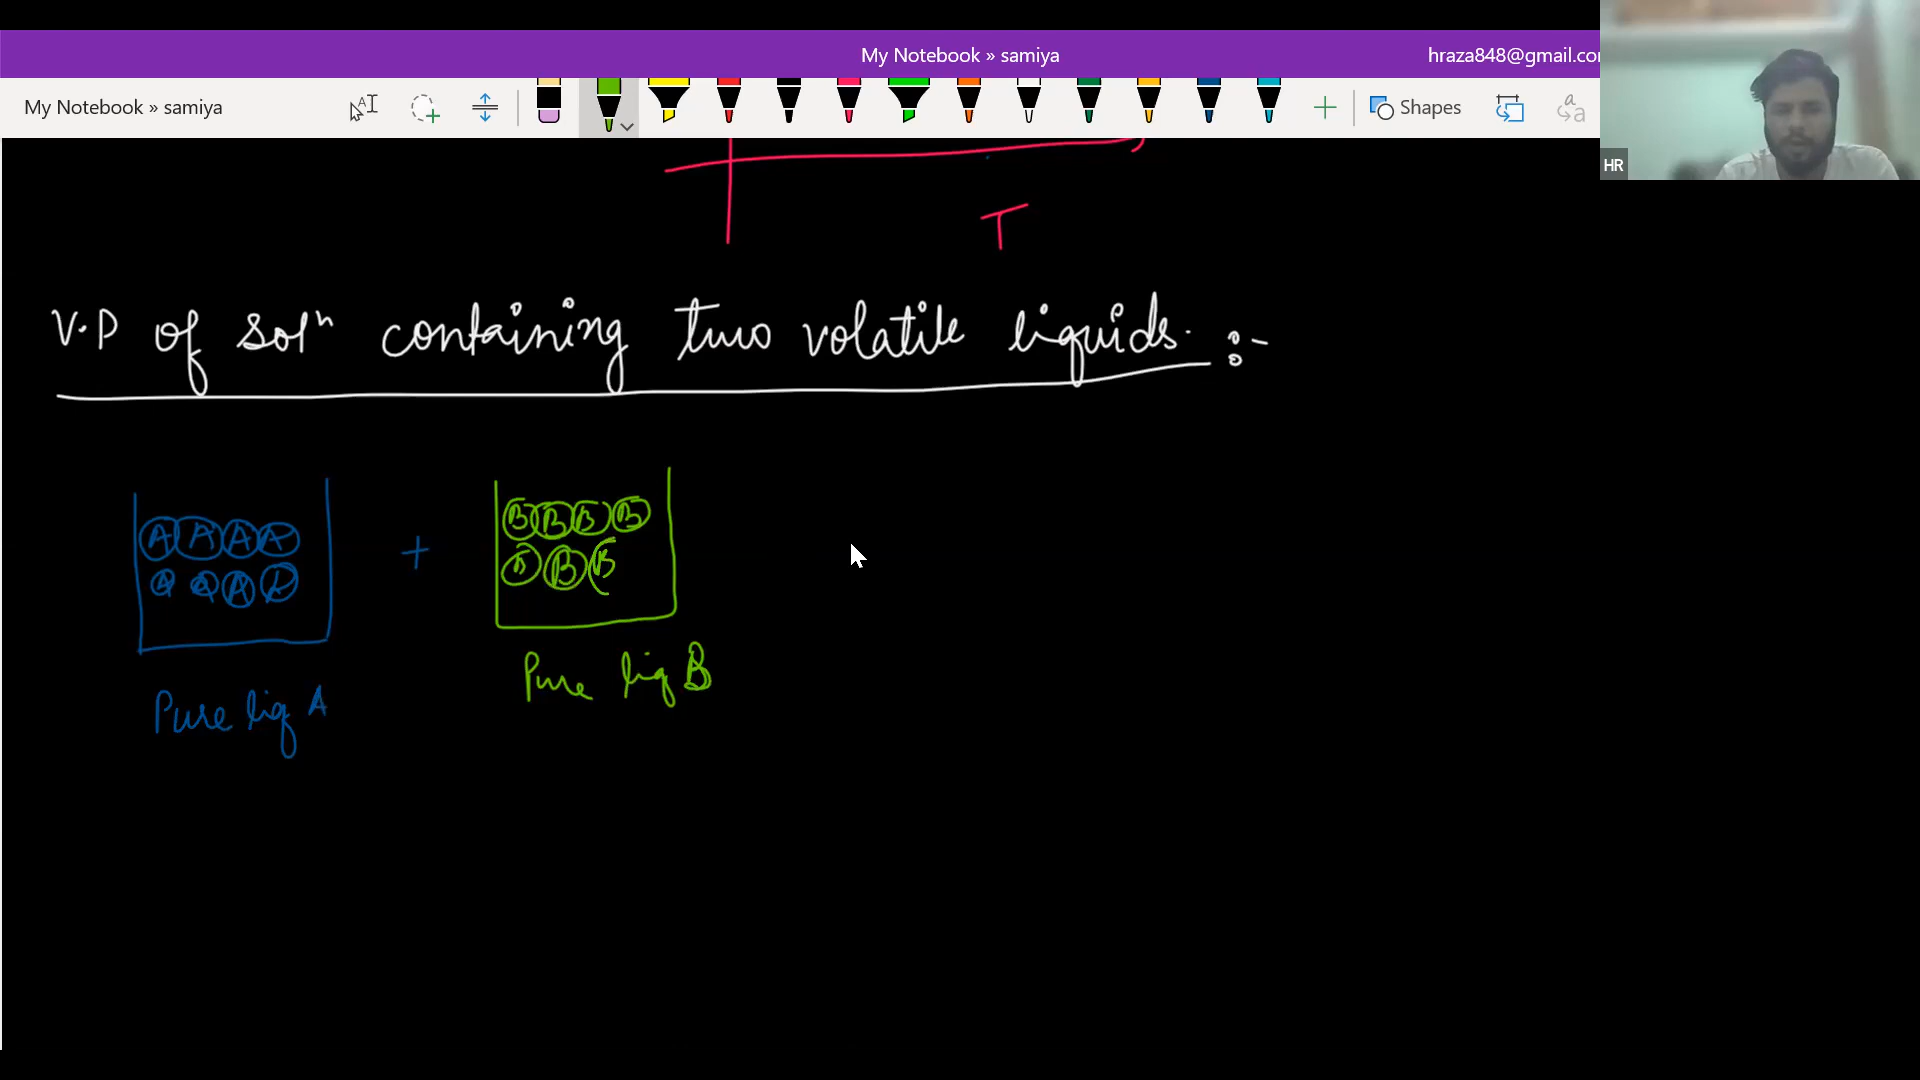 My Notebook » samiya
hraza848@gmail.co
My Notebook » samiya
Shapes
HR
T
V.P of solⁿ containing two volatile liquids. :-
A A A A
A A A A
+
B B B B
B B B
Pure liq B
Pure liq A